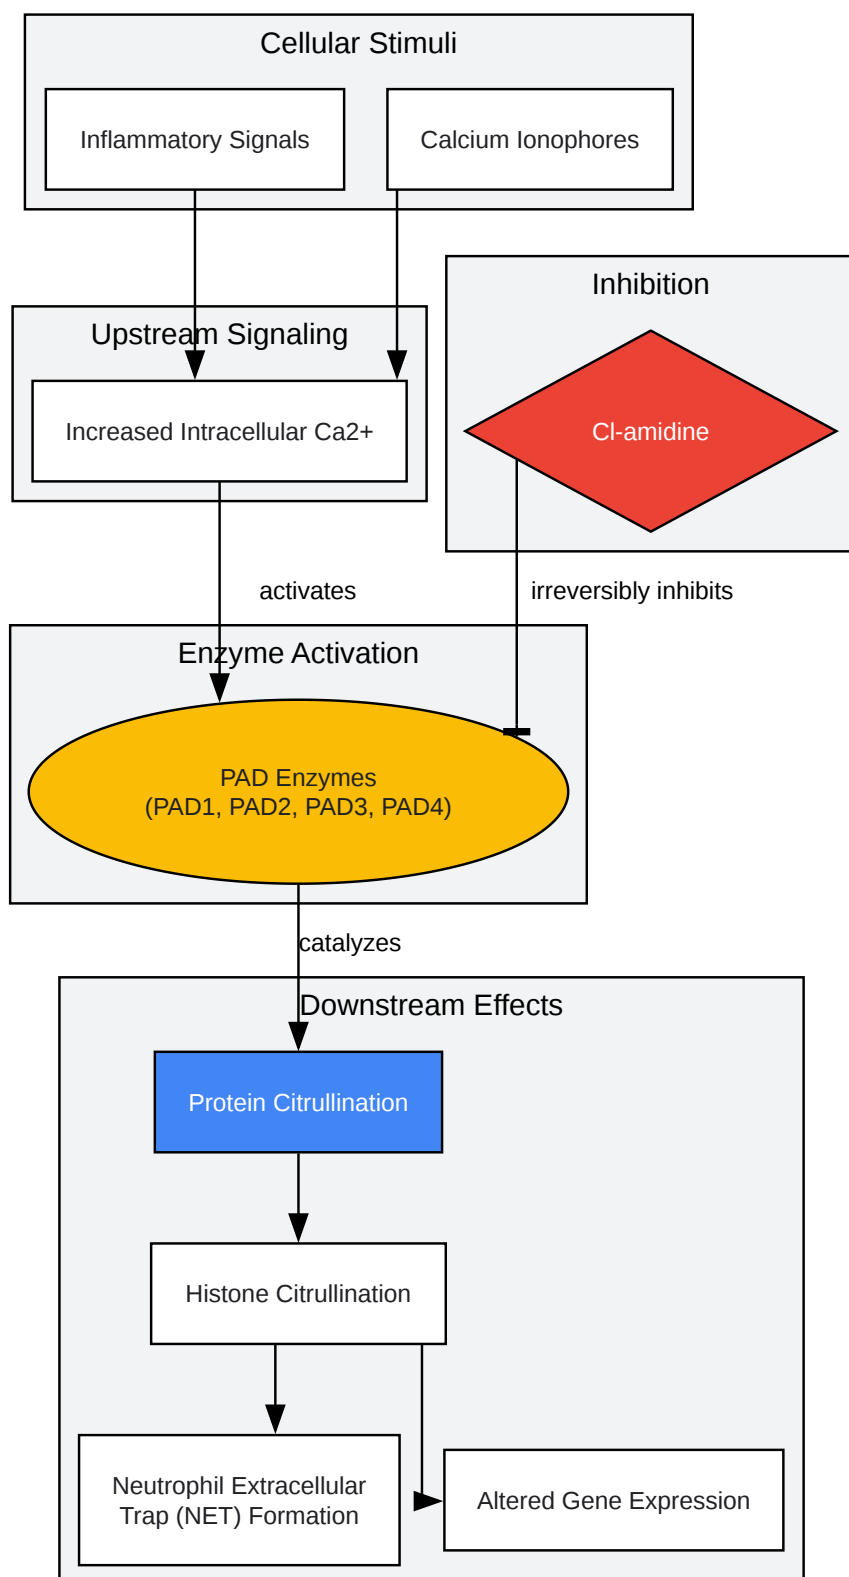 Cellular Stimuli
Inflammatory Signals
Calcium Ionophores
Inhibition
Upstream Signaling
Increased Intracellular Ca2+
Cl-amidine
activates
irreversibly inhibits
Enzyme Activation
PAD Enzymes
(PAD1, PAD2, PAD3, PAD4)
catalyzes
Downstream Effects
Protein Citrullination
Histone Citrullination
Neutrophil Extracellular
Trap (NET) Formation
Altered Gene Expression